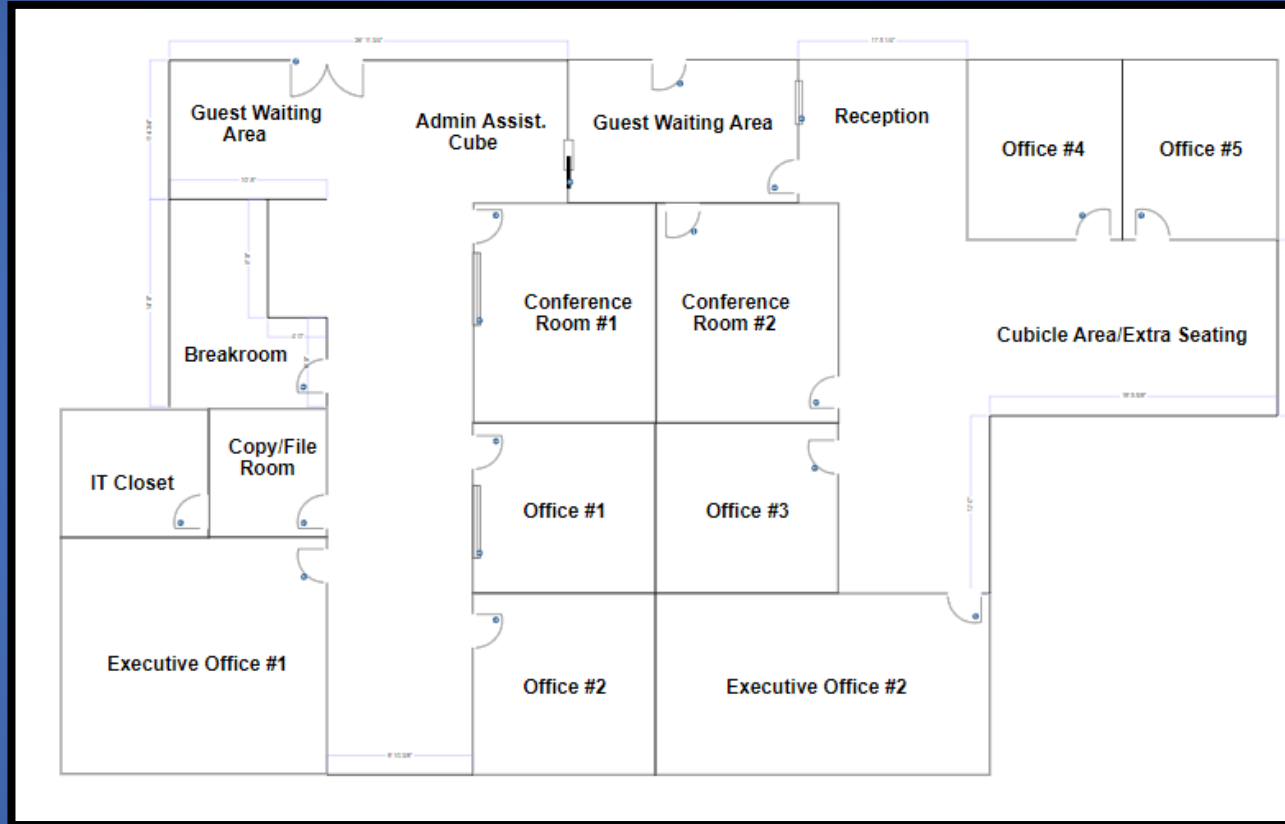 Guest Waiting
Area
Admin Assist.
Cube
Guest Waiting Area
Reception
Office #4
Office #5
10'.6"
Conference
Room #1
Conference
Room #2
Cubicle Area/Extra Seating
Breakroom
Copy/File
Room
IT Closet
Office #1
Office #3
Executive Office #1
Office #2
Executive Office #2